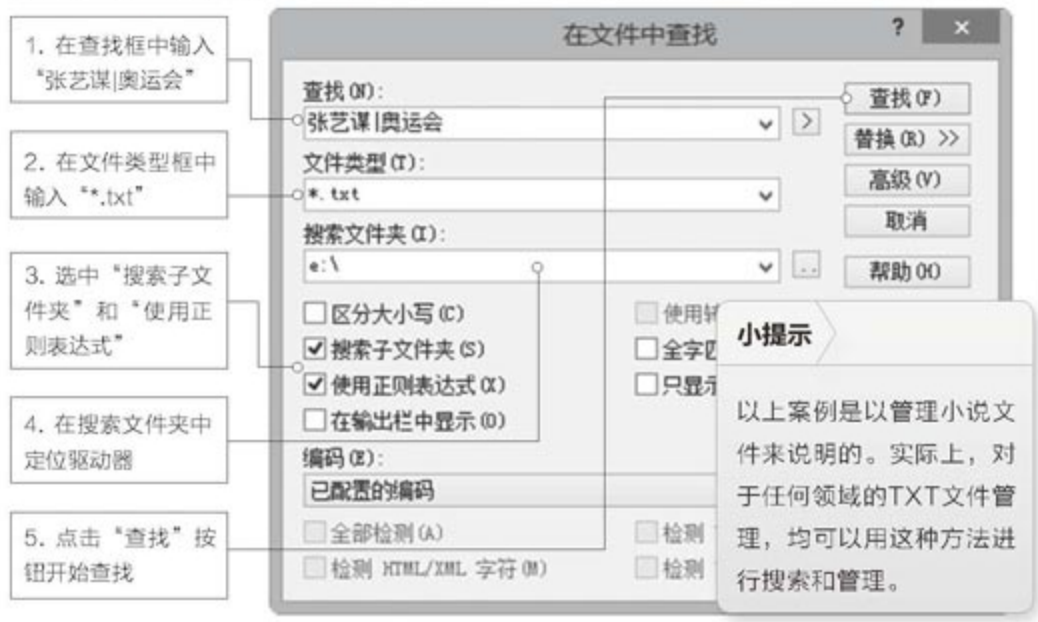 1. 在查找框中输入
“张艺谋|奥运会”
2. 在文件类型框中
输入“*.txt”
3. 选中“搜索子文
件夹”和“使用正
则表达式”
4. 在搜索文件夹中
定位驱动器
5. 点击“查找”按
钮开始查找
在文件中查找
?
×
查找(N):
张艺谋|奥运会
>
文件类型(T):
*.txt
搜索文件夹(I):
e:\
..
查找(F)
替换(R) >>
高级(V)
取消
帮助(H)
区分大小写(C)
搜索子文件夹(S)
使用正则表达式(X)
在输出栏中显示(O)
使用转
全字匹
只显示
编码(E):
已配置的编码
全部检测(A)
检测
检测 HTML/XML 字符(M)
检测
小提示
以上案例是以管理小说文
件来说明的。实际上，对
于任何领域的TXT文件管
理，均可以用这种方法进
行搜索和管理。